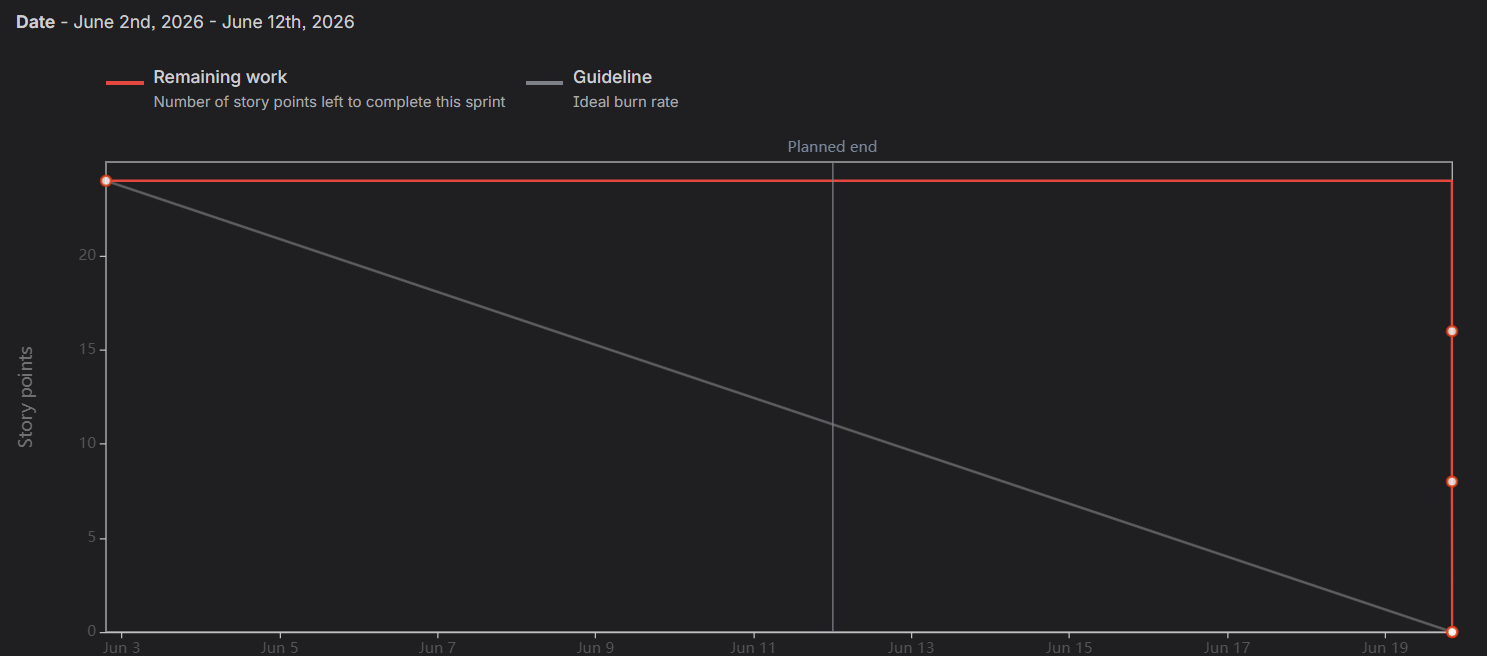 Date - June 2nd, 2026 - June 12th, 2026
Remaining work
Number of story points left to complete this sprint
Guideline
Ideal burn rate
Planned end
Story points
20
15
10
5
0
Jun 3
Jun 5
Jun 7
Jun 9
Jun 11
Jun 13
Jun 15
Jun 17
Jun 19